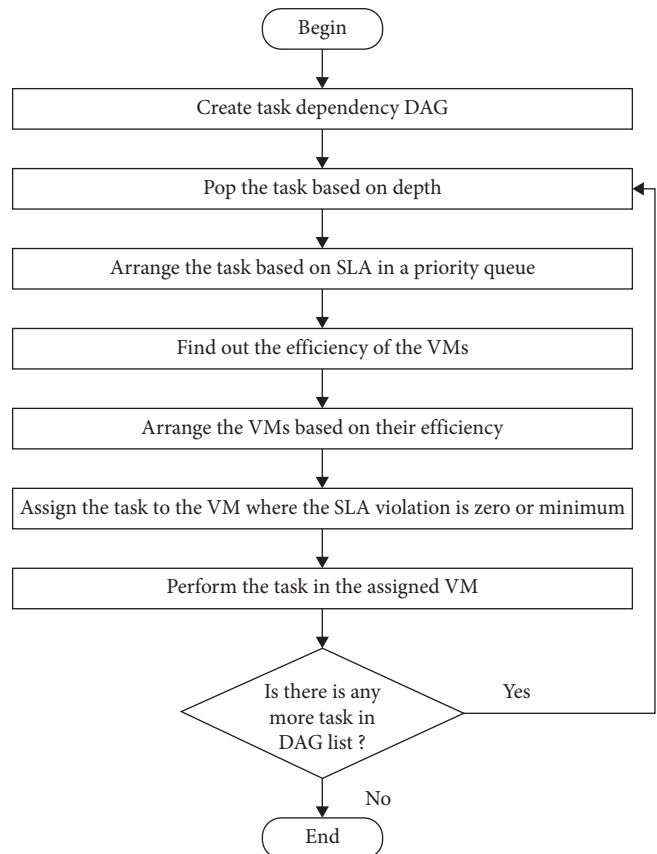 Begin
Create task dependency DAG
Pop the task based on depth
Arrange the task based on SLA in a priority queue
Find out the efficiency of the VMs
Arrange the VMs based on their efficiency
Assign the task to the VM where the SLA violation is zero or minimum
Perform the task in the assigned VM
Is there is any
more task in
DAG list ?
Yes
No
End